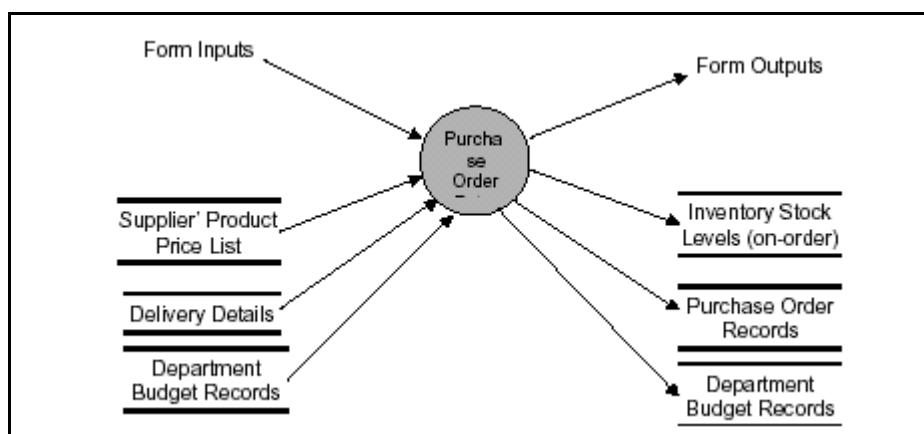 Form Inputs
Form Outputs
Purcha
se
Order
Supplier' Product
Price List
Inventory Stock
Levels (on-order)
Delivery Details
Purchase Order
Records
Department
Budget Records
Department
Budget Records